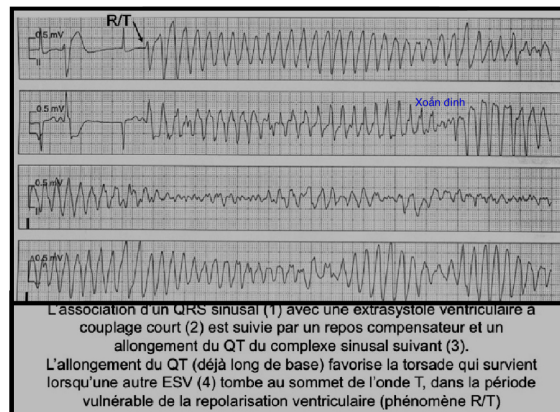 R/T
0.5 mV
II
0.5 mV
Xoắn đỉnh
0.5 mV
0.5 mV
L'association d'un QRS sinusal (1) avec une extrasystole ventriculaire à
couplage court (2) est suivie par un repos compensateur et un
allongement du QT du complexe sinusal suivant (3).
L'allongement du QT (déjà long de base) favorise la torsade qui survient
lorsqu'une autre ESV (4) tombe au sommet de l'onde T, dans la période
vulnérable de la repolarisation ventriculaire (phénomène R/T)